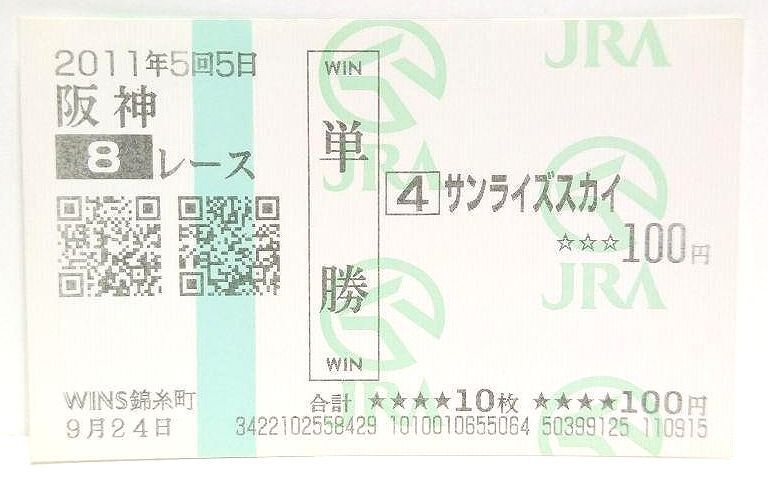 2011年5回5日
阪神
8レース
WIN
単勝
WIN
4 サンライズスカイ
☆☆☆100円
WINS錦糸町
9月24日
合計 ★★★★10枚 ★★★★100円
3422102558429 1010010655064 50399125 110915
JRA
JRA
JRA